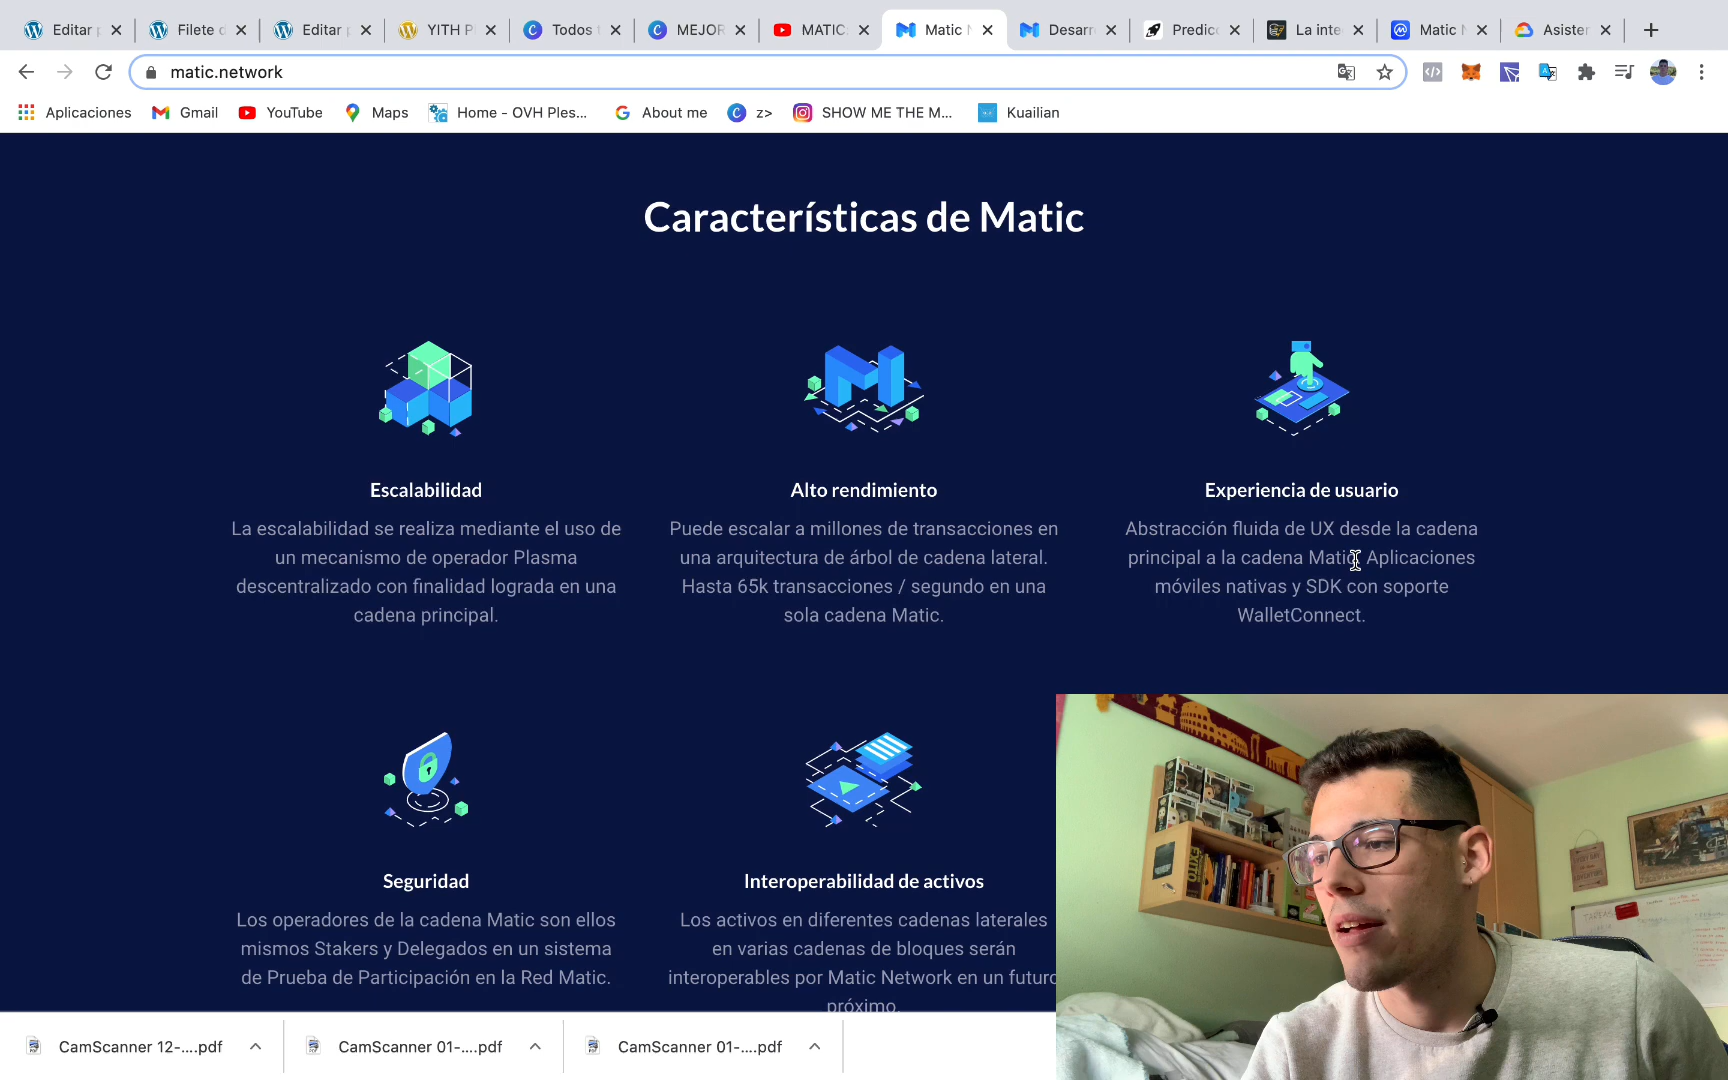 Editar p
Filete d
Editar p
YITH P
Todos t
MEJOR
MATIC:
Matic N
Desarr
Predicc
La inte
Matic N
Asisten
matic.network
Aplicaciones
Gmail
YouTube
Maps
Home - OVH Ples...
About me
z>
SHOW ME THE M...
Kuailian
Características de Matic
Escalabilidad
La escalabilidad se realiza mediante el uso de
un mecanismo de operador Plasma
descentralizado con finalidad lograda en una
cadena principal.
Alto rendimiento
Puede escalar a millones de transacciones en
una arquitectura de árbol de cadena lateral.
Hasta 65k transacciones / segundo en una
sola cadena Matic.
Experiencia de usuario
Abstracción fluida de UX desde la cadena
principal a la cadena Matic. Aplicaciones
móviles nativas y SDK con soporte
WalletConnect.
Seguridad
Los operadores de la cadena Matic son ellos
mismos Stakers y Delegados en un sistema
de Prueba de Participación en la Red Matic.
Interoperabilidad de activos
Los activos en diferentes cadenas laterales
en varias cadenas de bloques serán
interoperables por Matic Network en un futuro
próximo.
ÉXITO
CamScanner 12-....pdf
CamScanner 01-....pdf
CamScanner 01-....pdf